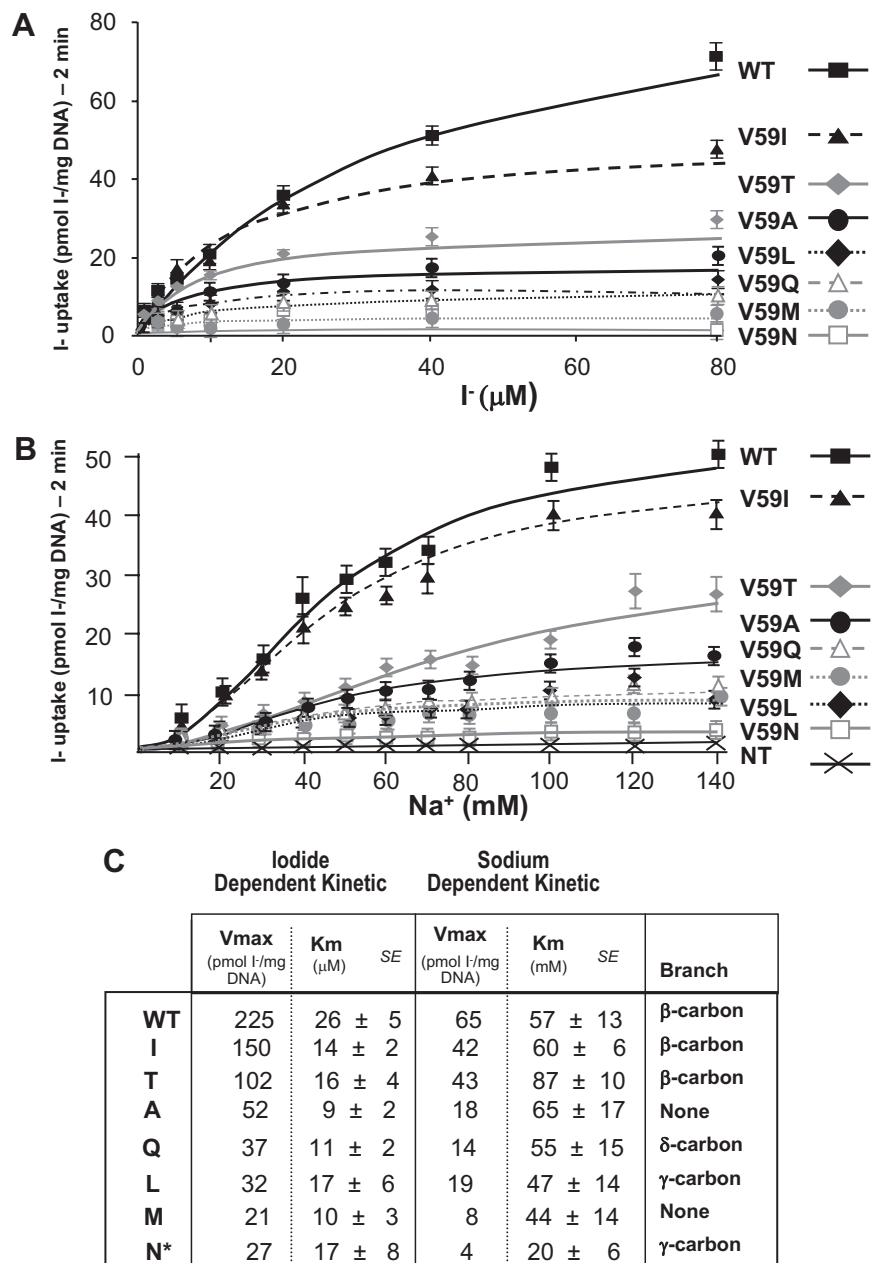 A
I- uptake (pmol I-/mg DNA) – 2 min
80
60
40
20
0
0 10 20 40 60 80
I- (μM)
WT
V59I
V59T
V59A
V59L
V59Q
V59M
V59N
B
I- uptake (pmol I-/mg DNA) – 2 min
50
40
30
20
10
20 40 60 80 100 120 140
Na+ (mM)
WT
V59I
V59T
V59A
V59Q
V59M
V59L
V59N
NT
C
Iodide Sodium
Dependent Kinetic Dependent Kinetic
Vmax Km SE Vmax Km SE Branch
(pmol I-/mg DNA) (μM) (pmol I-/mg DNA) (mM)
WT 225 26 ± 5 65 57 ± 13 β-carbon
I 150 14 ± 2 42 60 ± 6 β-carbon
T 102 16 ± 4 43 87 ± 10 β-carbon
A 52 9 ± 2 18 65 ± 17 None
Q 37 11 ± 2 14 55 ± 15 δ-carbon
L 32 17 ± 6 19 47 ± 14 γ-carbon
M 21 10 ± 3 8 44 ± 14 None
N* 27 17 ± 8 4 20 ± 6 γ-carbon